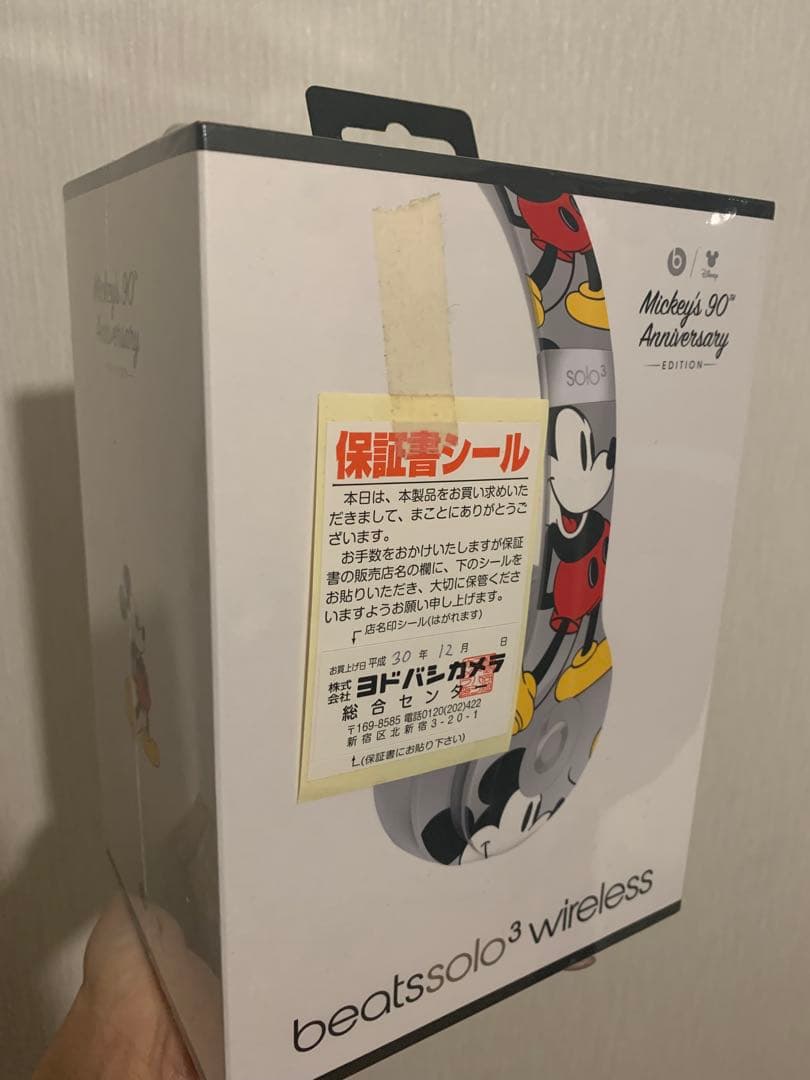 b / Disney
Mickey's 90™
Anniversary
EDITION
Mickey's 90™
Anniversary
solo³
保証書シール
本日は、本製品をお買い求めいた
だきまして、まことにありがとうご
ざいます。
お手数をおかけいたしますが保証
書の販売店名の欄に、下のシールを
お貼りいただき、大切に保管くださ
いますようお願い申し上げます。
┌店名印シール(はがれます)
お買上げ日 平成 30 年 12 月 日
株式会社 ヨドバシカメラ
総合センター
〒169-8585 電話0120(202)422
新宿区北新宿3-20-1
└(保証書にお貼り下さい)
beatssolo³ wireless